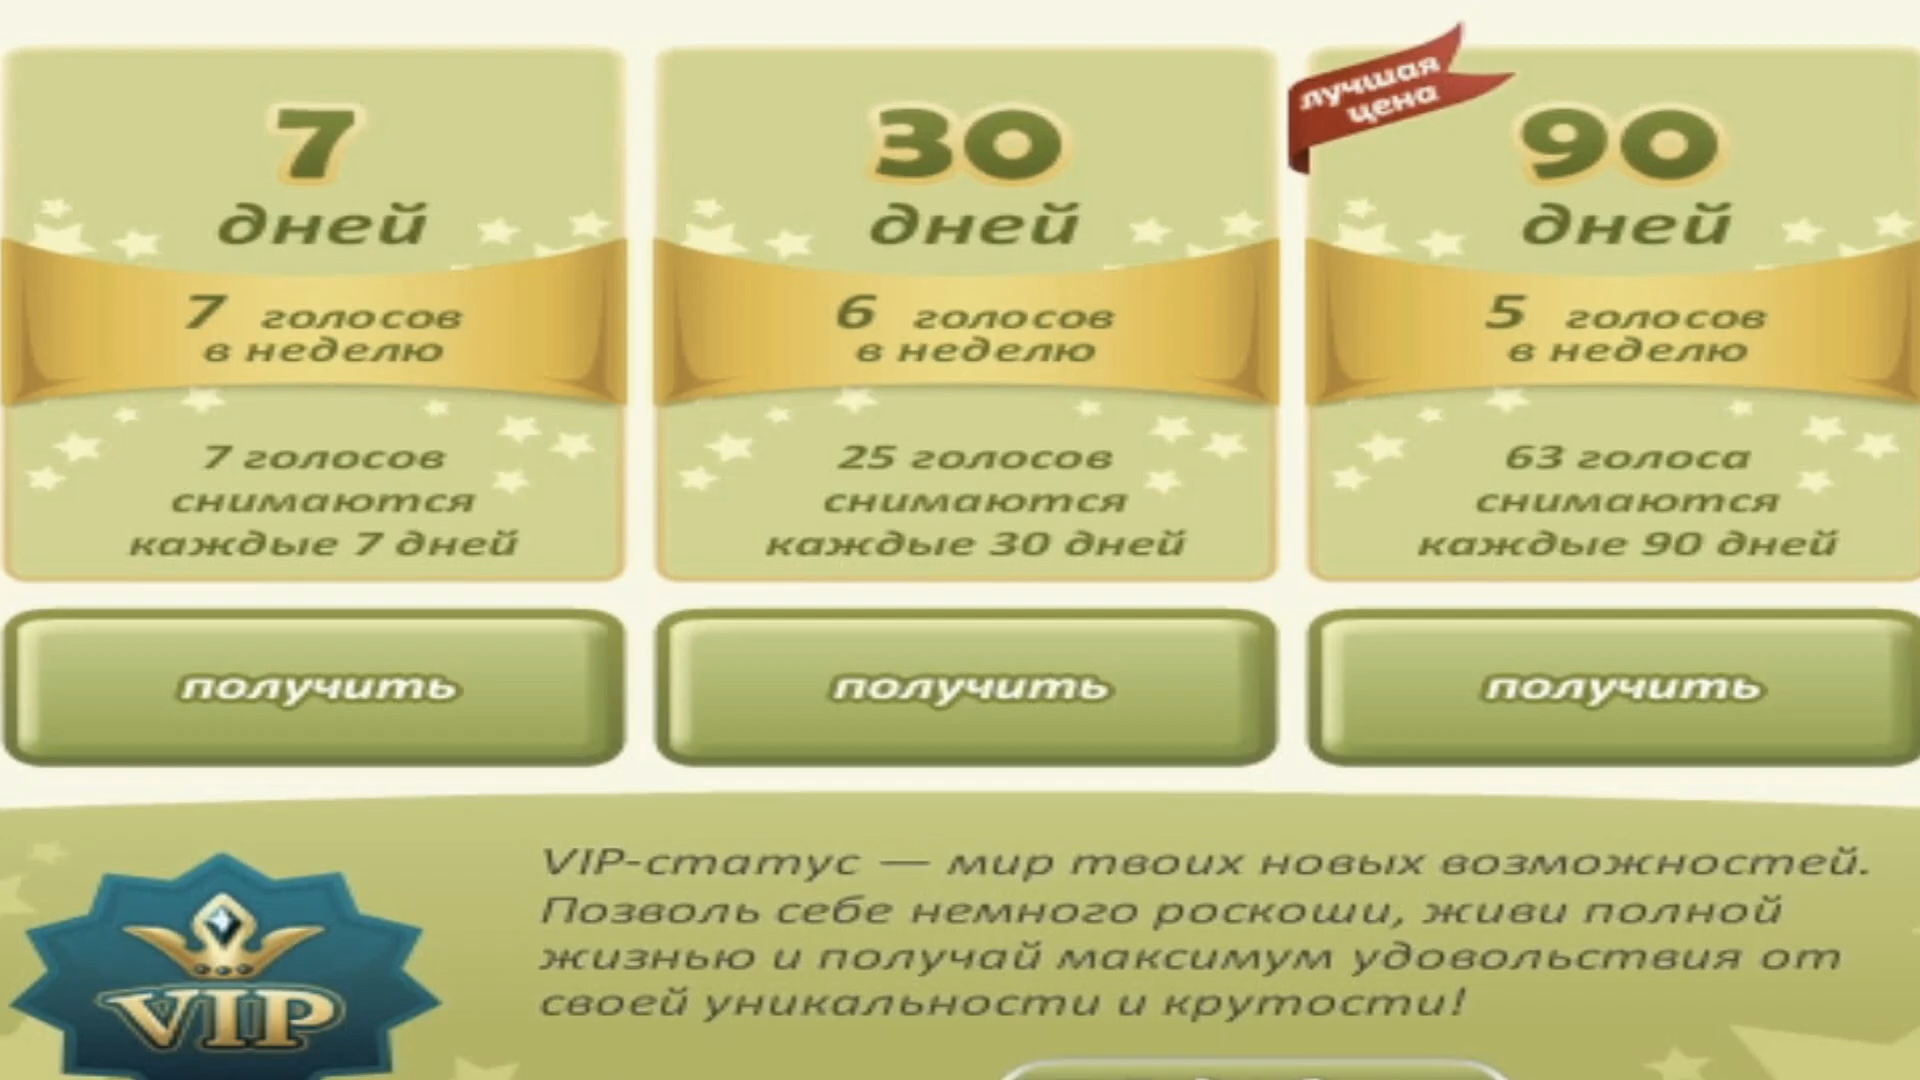 7
дней
7 голосов
в неделю
7 голосов
снимаются
каждые 7 дней
получить
30
дней
6 голосов
в неделю
25 голосов
снимаются
каждые 30 дней
получить
лучшая
цена
90
дней
5 голосов
в неделю
63 голоса
снимаются
каждые 90 дней
получить
VIP
VIP-статус — мир твоих новых возможностей.
Позволь себе немного роскоши, живи полной
жизнью и получай максимум удовольствия от
своей уникальности и крутости!